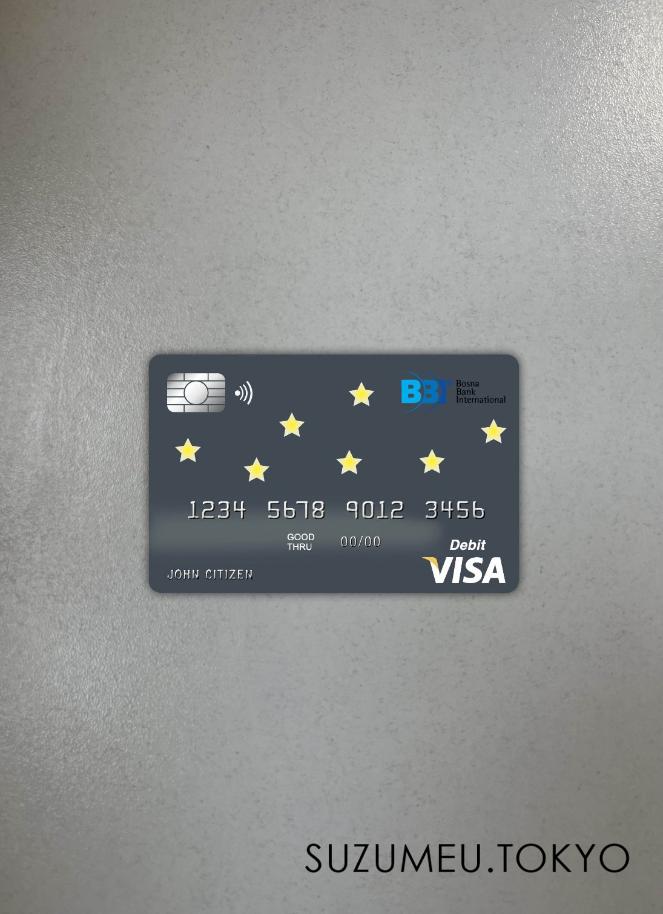 BBI
Bosna
Bank
International
1234 5678 9012 3456
GOOD
THRU
00/00
Debit
VISA
JOHN CITIZEN
SUZUMEU.TOKYO